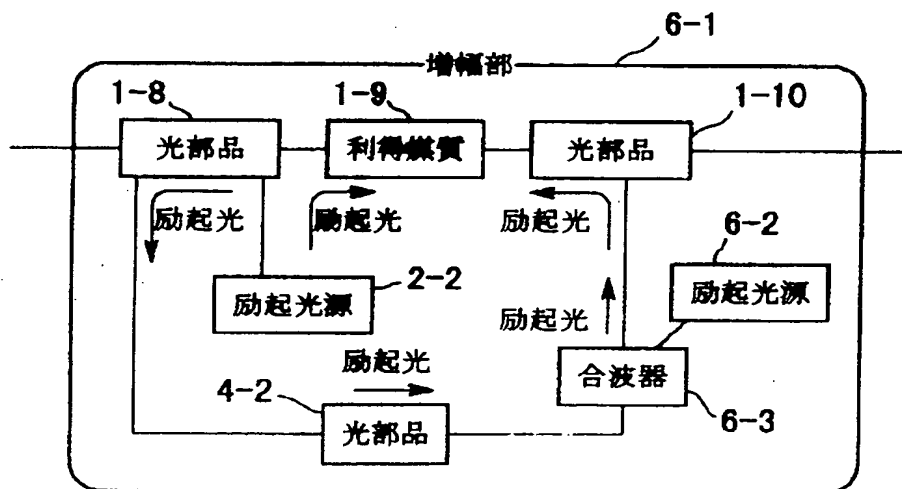 6-1
増幅部
1-8
1-9
1-10
光部品
利得媒質
光部品
励起光
励起光
励起光
6-2
励起光源
2-2
励起光源
励起光
励起光
4-2
合波器
光部品
6-3